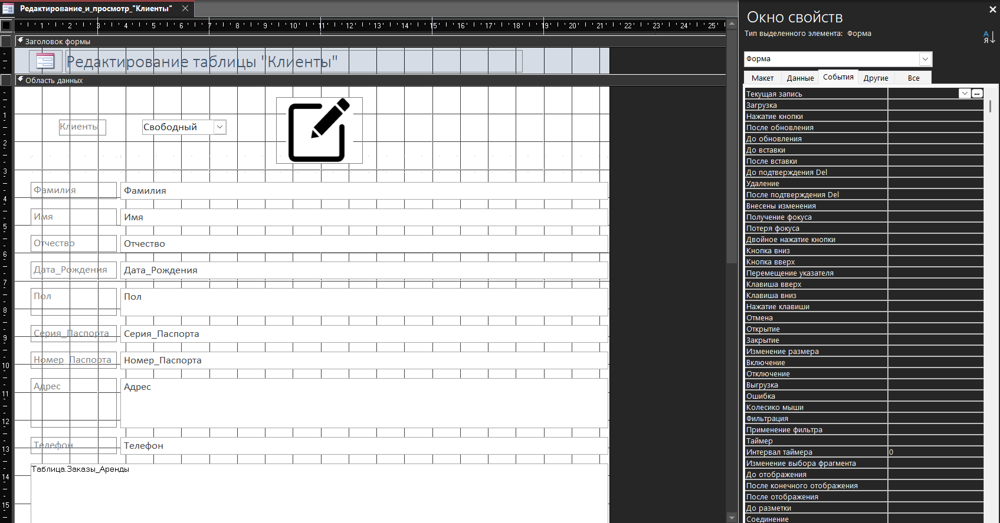 Редактирование_и_просмотр_"Клиенты"
1 2 3 4 5 6 7 8 9 10 11 12 13 14 15 16 17 18 19 20 21 22 23 24 25
Заголовок формы
Редактирование таблицы "Клиенты"
Область данных
Клиенты
Свободный
Фамилия Фамилия
Имя Имя
Отчество Отчество
Дата_Рождения Дата_Рождения
Пол Пол
Серия_Паспорта Серия_Паспорта
Номер_Паспорта Номер_Паспорта
Адрес Адрес
Телефон Телефон
Таблица.Заказы_Аренды
1
2
3
4
5
6
7
8
9
10
11
12
13
14
15
Окно свойств
Тип выделенного элемента: Форма
А
Я
Форма
Макет Данные События Другие Все
Текущая запись ...
Загрузка
Нажатие кнопки
После обновления
До обновления
До вставки
После вставки
До подтверждения Del
Удаление
После подтверждения Del
Внесены изменения
Получение фокуса
Потеря фокуса
Двойное нажатие кнопки
Кнопка вниз
Кнопка вверх
Перемещение указателя
Клавиша вверх
Клавиша вниз
Нажатие клавиши
Отмена
Открытие
Закрытие
Изменение размера
Включение
Отключение
Выгрузка
Ошибка
Колесико мыши
Фильтрация
Применение фильтра
Таймер
Интервал таймера 0
Изменение выбора фрагмента
До отображения
После конечного отображения
После отображения
До разметки
Соединение